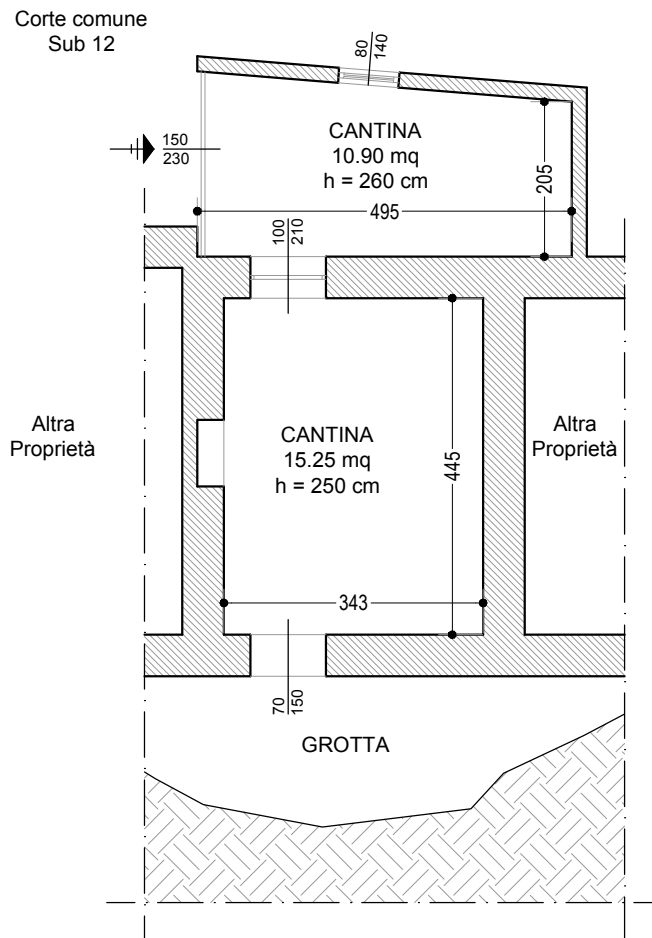 Corte comune
Sub 12
80
140
150
230
CANTINA
10.90 mq
h = 260 cm
205
495
100
210
Altra
Proprietà
CANTINA
15.25 mq
h = 250 cm
445
Altra
Proprietà
343
70
150
GROTTA